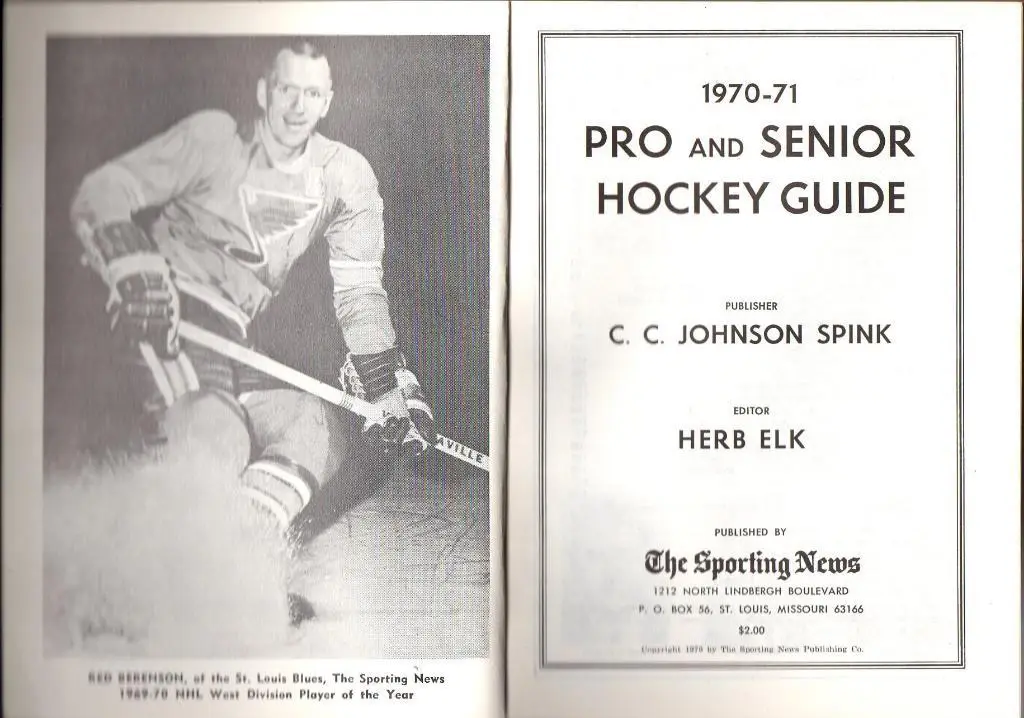 AVILLE
RED BERENSON, of the St. Louis Blues, The Sporting News
1969-70 NHL West Division Player of the Year
1970-71
PRO AND SENIOR
HOCKEY GUIDE
PUBLISHER
C. C. JOHNSON SPINK
EDITOR
HERB ELK
PUBLISHED BY
The Sporting News
1212 NORTH LINDBERGH BOULEVARD
P. O. BOX 56, ST. LOUIS, MISSOURI 63166
$2.00
Copyright 1970 by The Sporting News Publishing Co.